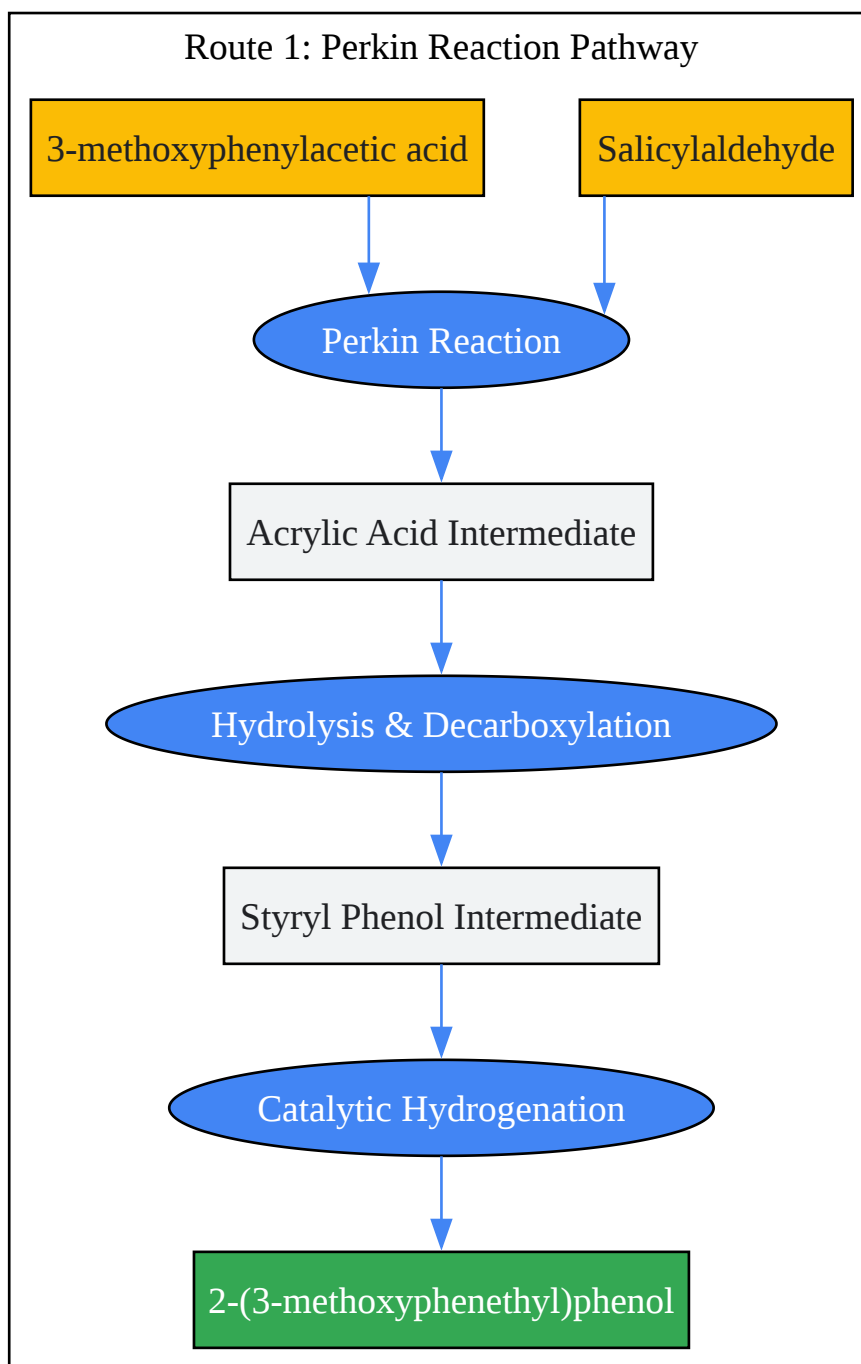 Route 1: Perkin Reaction Pathway
3-methoxyphenylacetic acid
Salicylaldehyde
Perkin Reaction
Acrylic Acid Intermediate
Hydrolysis & Decarboxylation
Styryl Phenol Intermediate
Catalytic Hydrogenation
2-(3-methoxyphenethyl)phenol